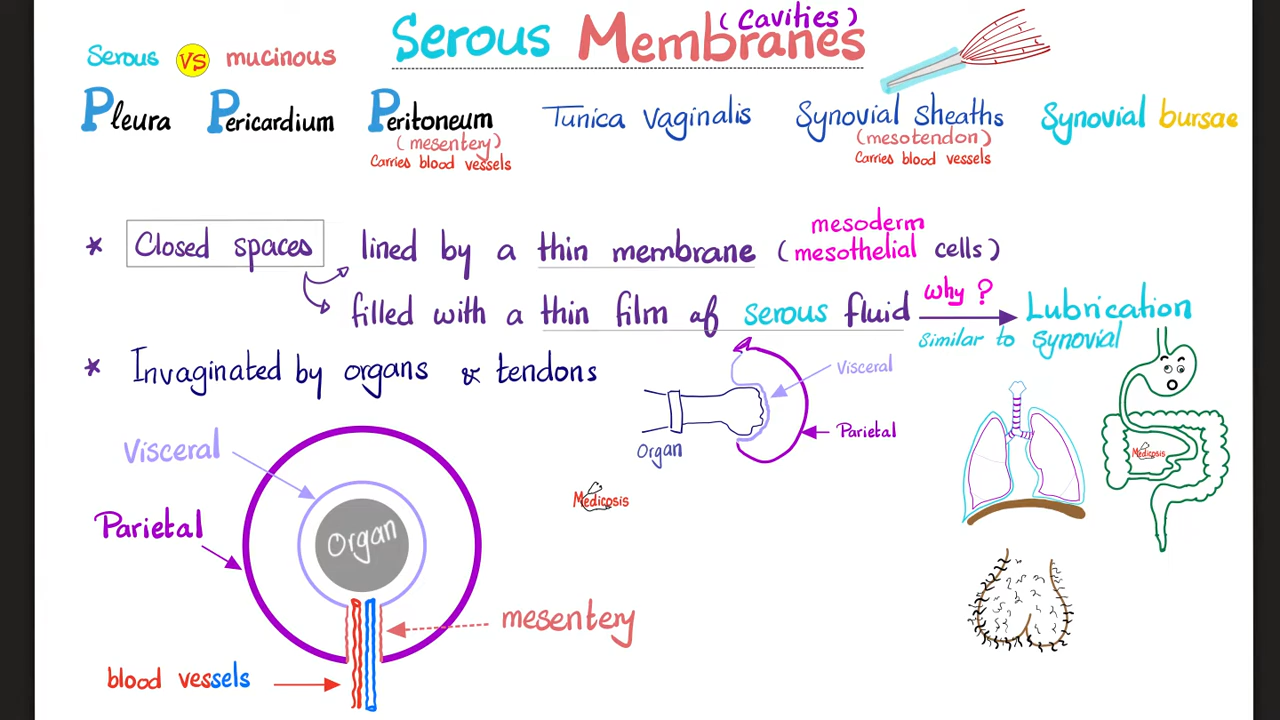 Serous Membranes (Cavities)
Serous VS mucinous
Pleura Pericardium Peritoneum Tunica Vaginalis Synovial Sheaths Synovial bursae
(mesentery) (mesotendon)
Carries blood vessels Carries blood vessels
* Closed spaces lined by a thin membrane (mesothelial cells)
mesoderm
filled with a thin film of serous fluid why? Lubrication
Similar to synovial
* Invaginated by organs & tendons
Visceral
Parietal
Organ
Visceral
Parietal
Organ
mesentery
blood vessels
Medicosis
Medicosis